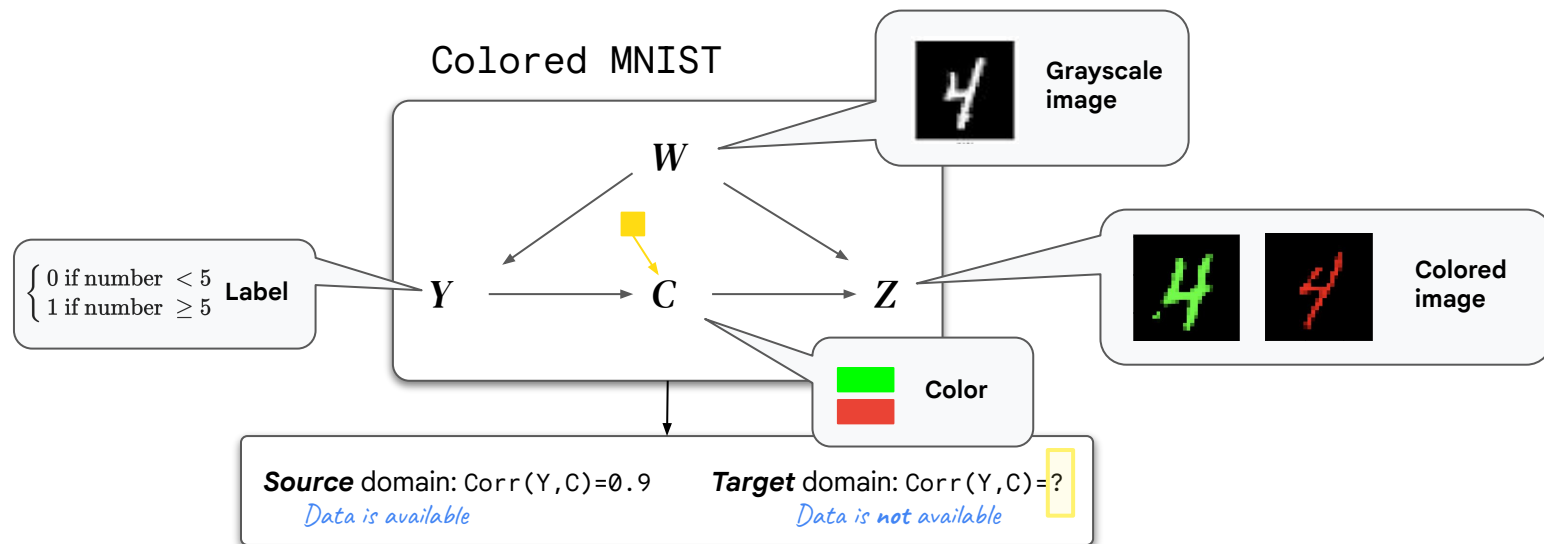 Colored MNIST
Grayscale
image
W
{ 0 if number < 5
1 if number ≥ 5
Label
Y
C
Z
Colored
image
Color
Source domain: Corr(Y,C)=0.9
Data is available
Target domain: Corr(Y,C)=?
Data is not available